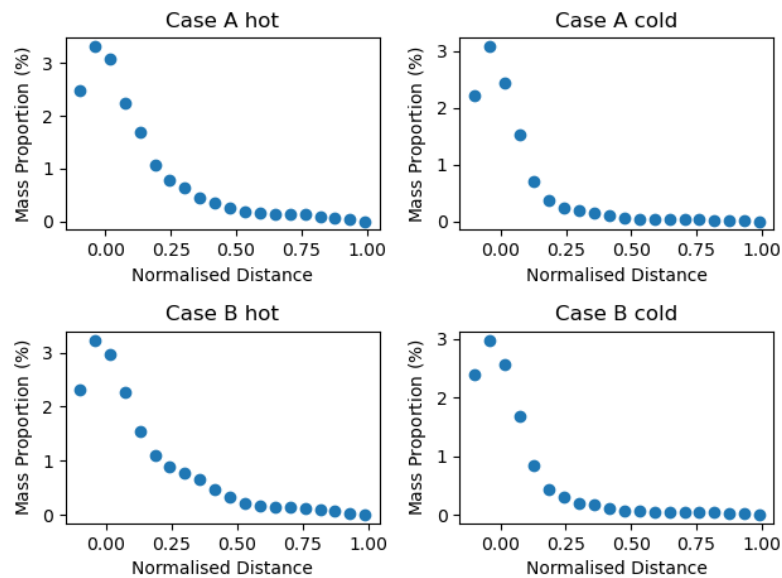 Case A hot
Mass Proportion (%)
3
2
1
0
0.00 0.25 0.50 0.75 1.00
Normalised Distance
Case A cold
Mass Proportion (%)
3
2
1
0
0.00 0.25 0.50 0.75 1.00
Normalised Distance
Case B hot
Mass Proportion (%)
3
2
1
0
0.00 0.25 0.50 0.75 1.00
Normalised Distance
Case B cold
Mass Proportion (%)
3
2
1
0
0.00 0.25 0.50 0.75 1.00
Normalised Distance